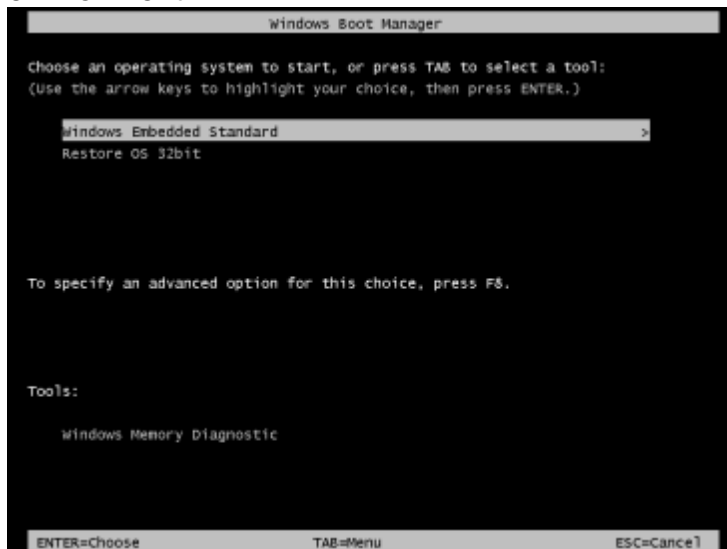 Windows Boot Manager
Choose an operating system to start, or press TAB to select a tool:
(Use the arrow keys to highlight your choice, then press ENTER.)
Windows Embedded Standard >
Restore OS 32bit
To specify an advanced option for this choice, press F8.
Tools:
Windows Memory Diagnostic
ENTER=Choose TAB=Menu ESC=Cancel